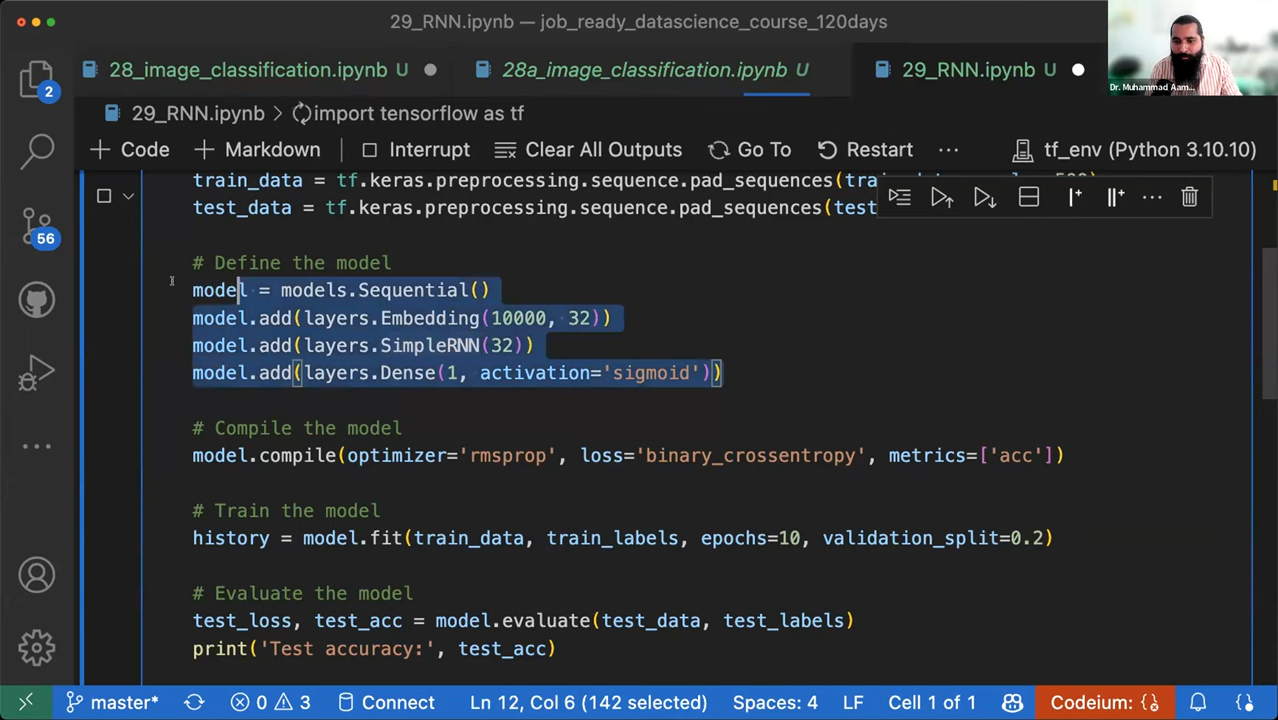 29_RNN.ipynb — job_ready_datascience_course_120days
28_image_classification.ipynb U
28a_image_classification.ipynb U
29_RNN.ipynb U
Dr. Muhammad Aam...
29_RNN.ipynb > import tensorflow as tf
+ Code + Markdown Interrupt Clear All Outputs Go To Restart ... tf_env (Python 3.10.10)
train_data = tf.keras.preprocessing.sequence.pad_sequences(
test_data = tf.keras.preprocessing.sequence.pad_sequences(test
# Define the model
model = models.Sequential()
model.add(layers.Embedding(10000, 32))
model.add(layers.SimpleRNN(32))
model.add(layers.Dense(1, activation='sigmoid'))
# Compile the model
model.compile(optimizer='rmsprop', loss='binary_crossentropy', metrics=['acc'])
# Train the model
history = model.fit(train_data, train_labels, epochs=10, validation_split=0.2)
# Evaluate the model
test_loss, test_acc = model.evaluate(test_data, test_labels)
print('Test accuracy:', test_acc)
2
56
master* 0 3 Connect Ln 12, Col 6 (142 selected) Spaces: 4 LF Cell 1 of 1 Codeium: {}